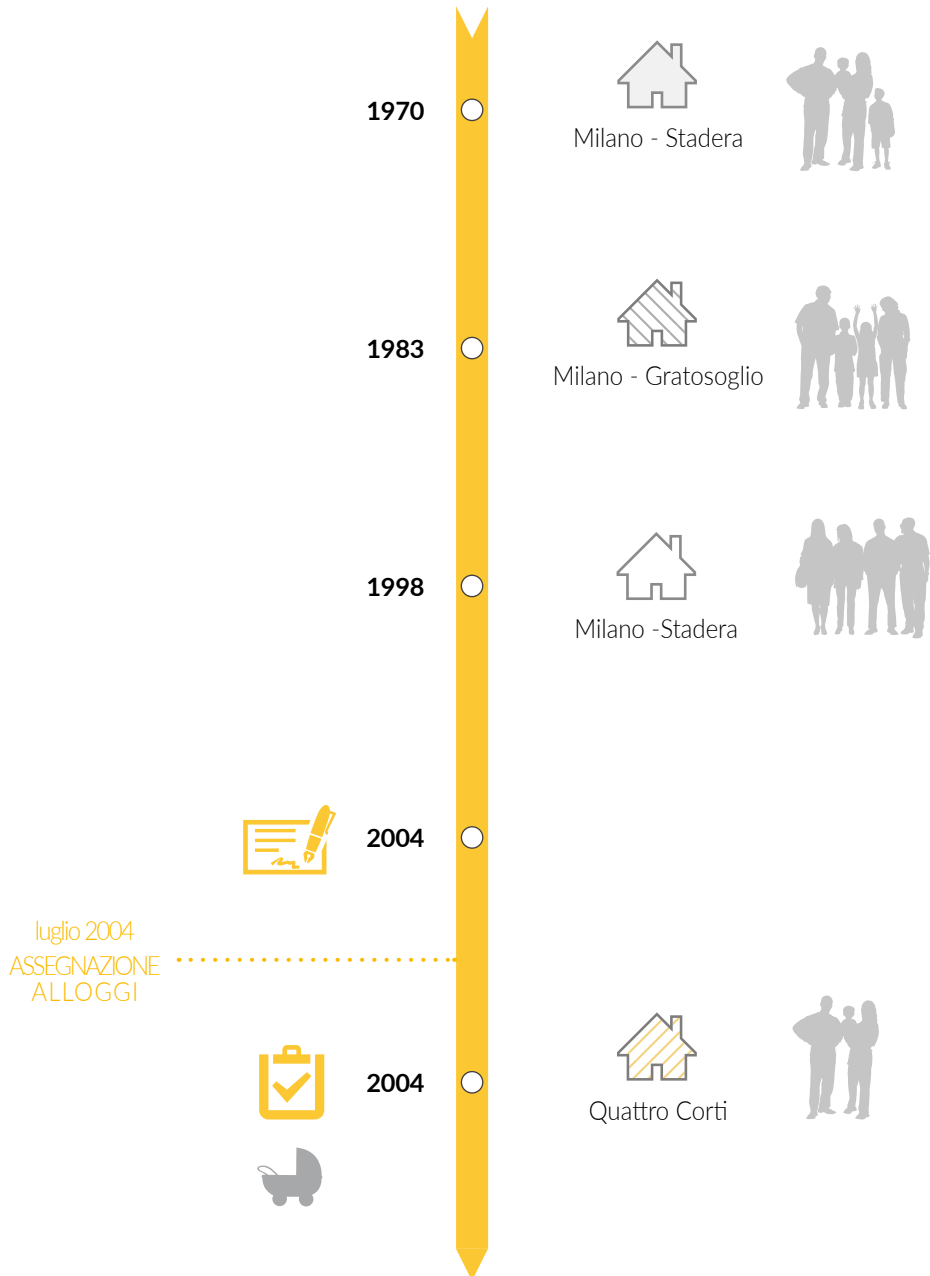 1970
Milano - Stadera
1983
Milano - Gratosoglio
1998
Milano -Stadera
2004
luglio 2004
ASSEGNAZIONE
ALLOGGI
2004
Quattro Corti